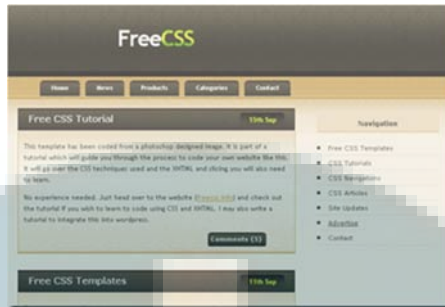 FreeCSS
Home News Products Categories Contact
Free CSS Tutorial
15th Sep
This template has been coded from a photoshop designed image. It is part of a
tutorial which will guide you through the process to code your own website like this.
It will go over the CSS techniques used and the XHTML and slicing you will also need
to learn.
No experience needed. Just head over to the website (Freecss.info) and check out
the tutorial if you wish to learn to code using CSS and XHTML. I may also write a
tutorial to integrate this into wordpress.
Comments (5)
Free CSS Templates
15th Sep
Navigation
Free CSS Templates
CSS Tutorials
CSS Navigations
CSS Articles
Site Updates
Advertise
Contact